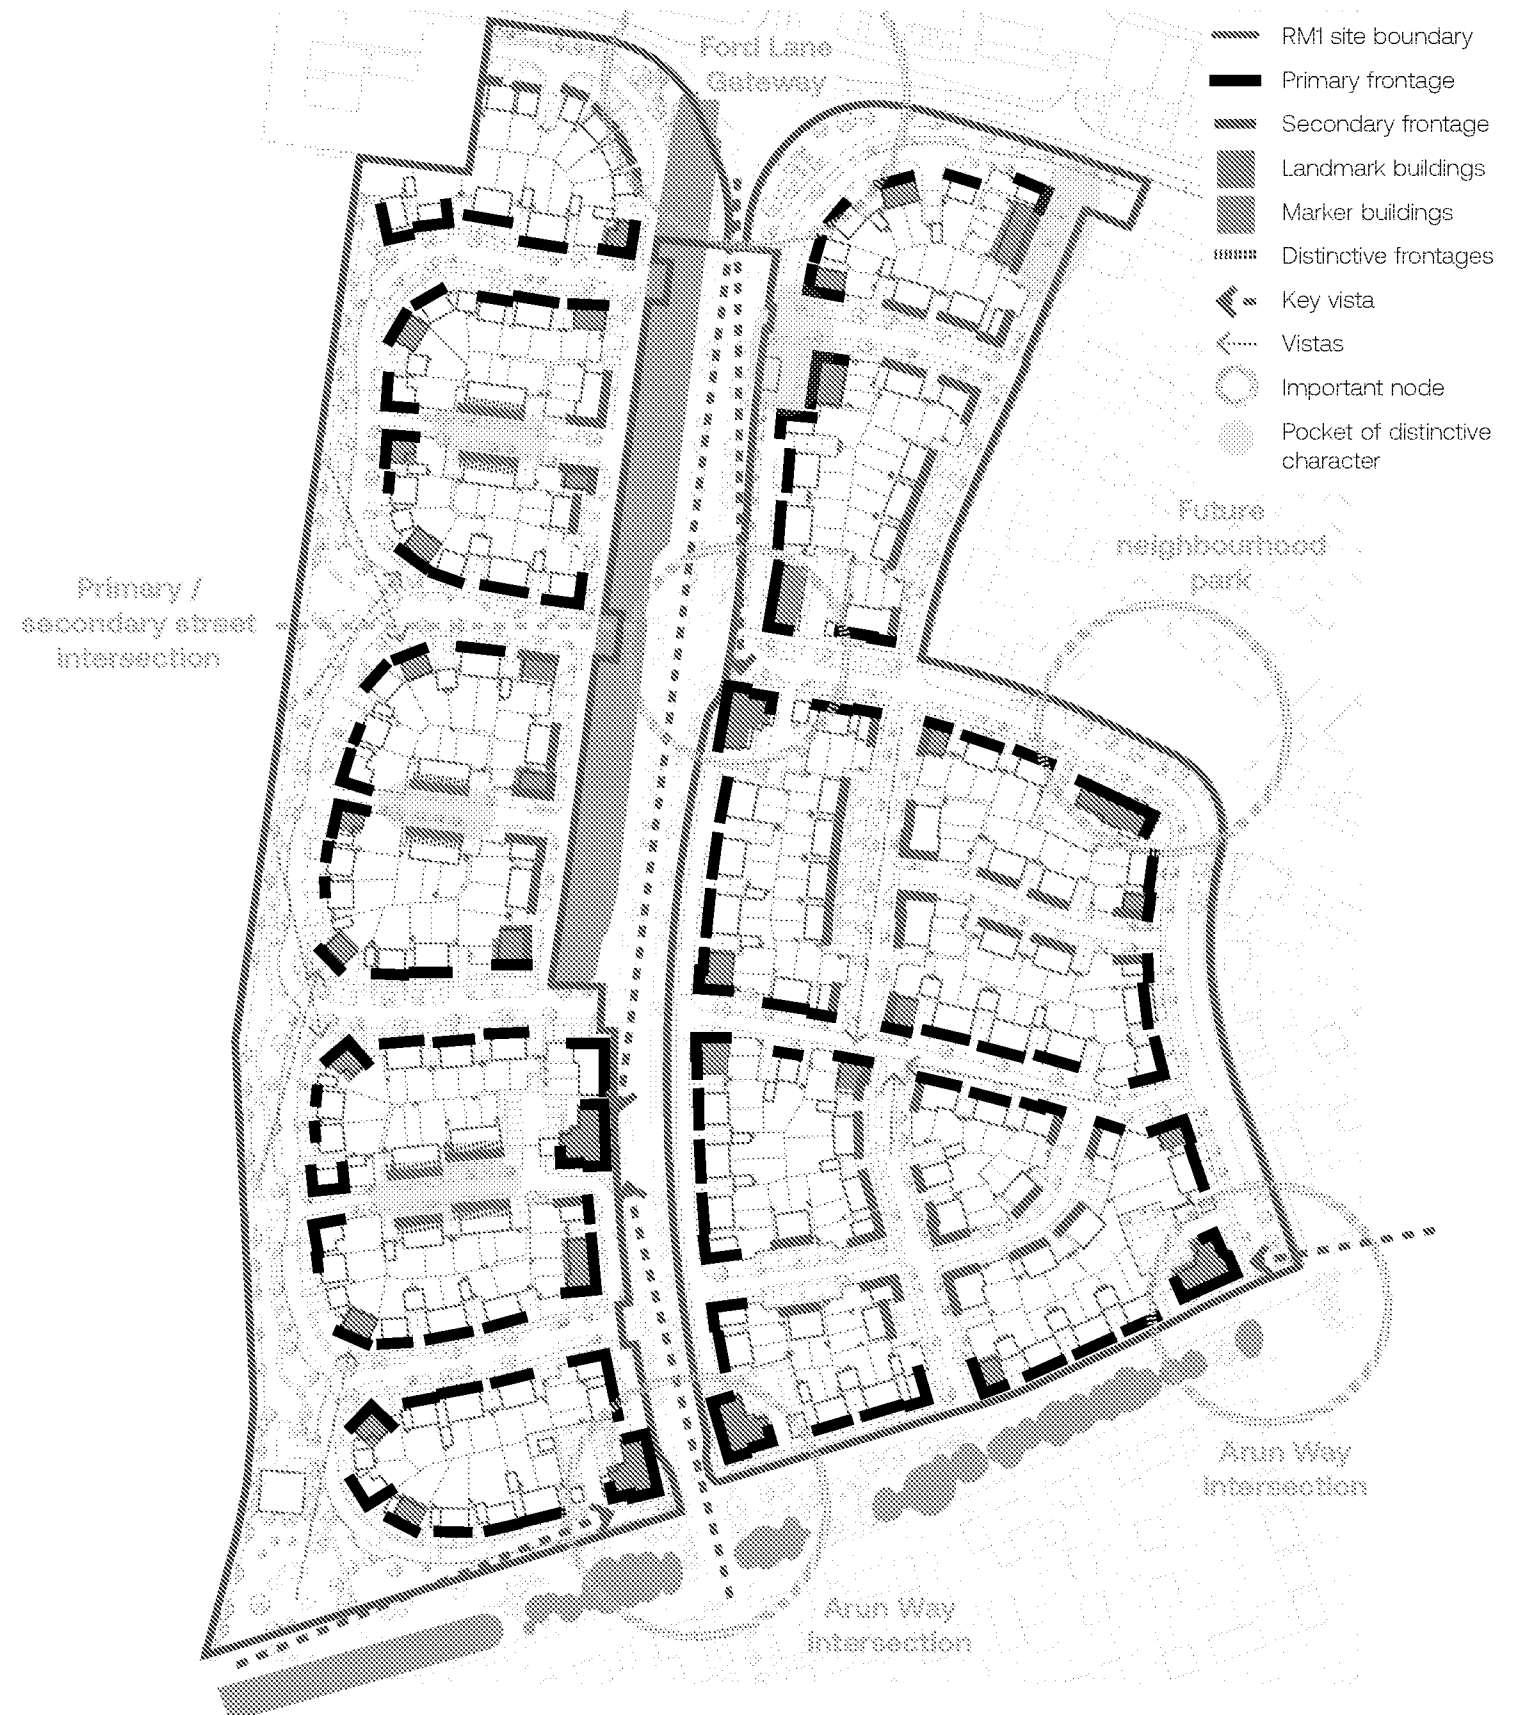 Ford Lane
Gateway
RM1 site boundary
Primary frontage
Secondary frontage
Landmark buildings
Marker buildings
Distinctive frontages
Key vista
Vistas
Important node
Pocket of distinctive
character
Future
neighbourhood
park
Primary /
secondary street
intersection
Arun Way
Intersection
Arun Way
Intersection